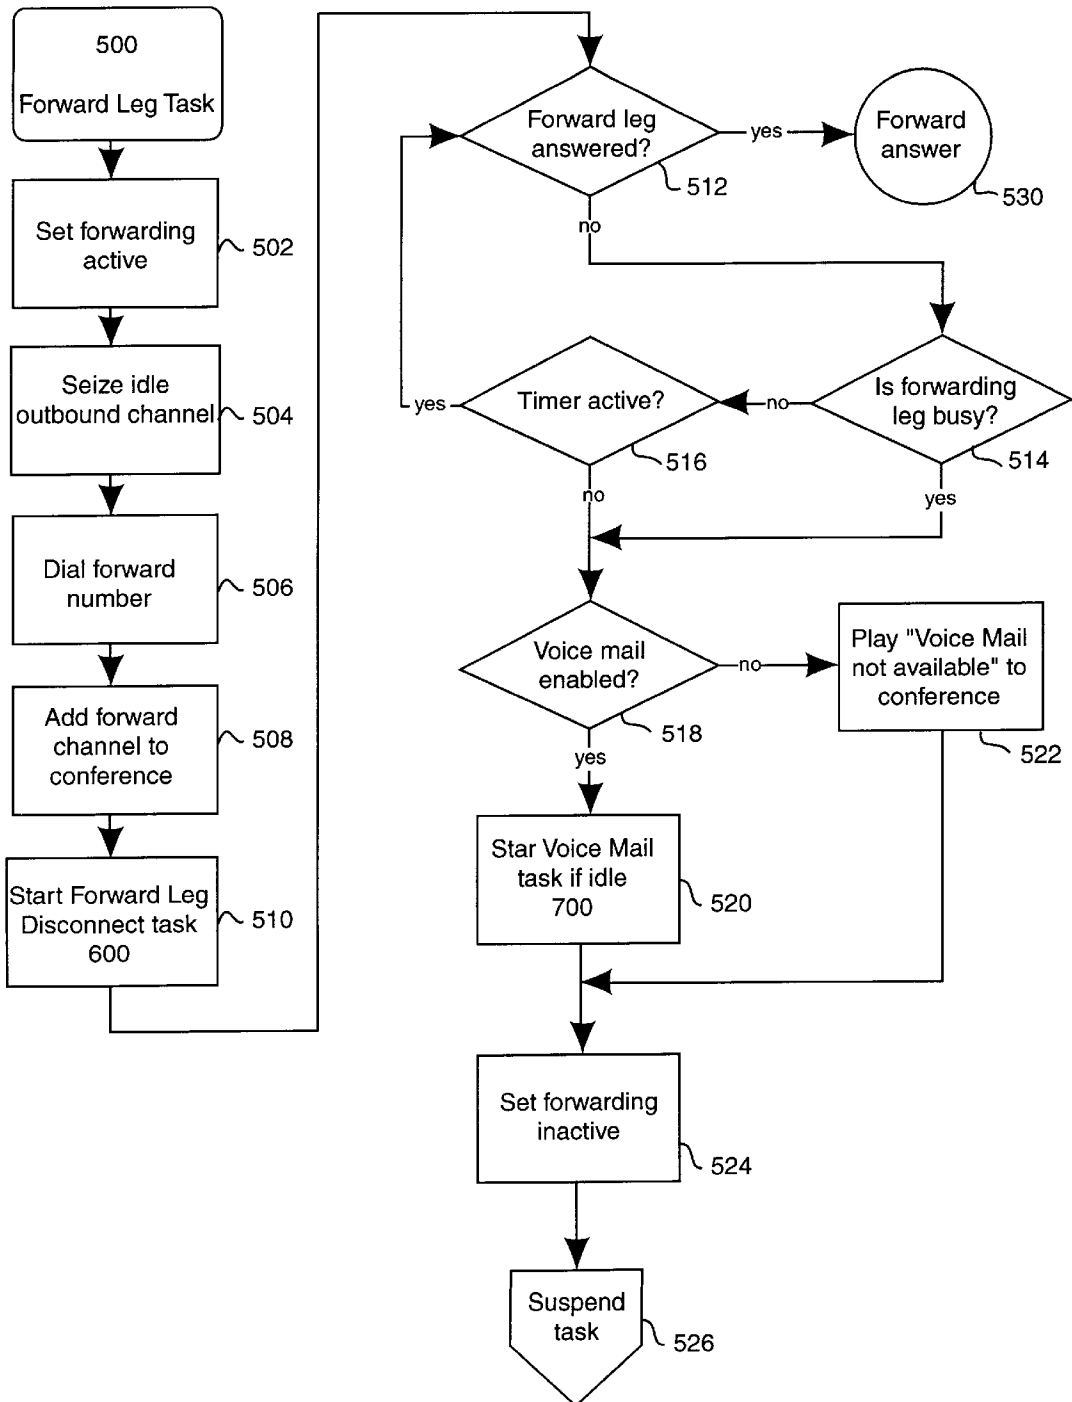 500
Forward Leg Task
Set forwarding
active
502
Seize idle
outbound channel
504
Dial forward
number
506
Add forward
channel to
conference
508
Start Forward Leg
Disconnect task
600
510
Forward leg
answered?
512
yes
Forward
answer
530
no
Is forwarding
leg busy?
514
no
Timer active?
516
yes
no
yes
Voice mail
enabled?
518
no
Play "Voice Mail
not available" to
conference
522
yes
Star Voice Mail
task if idle
700
520
Set forwarding
inactive
524
Suspend
task
526